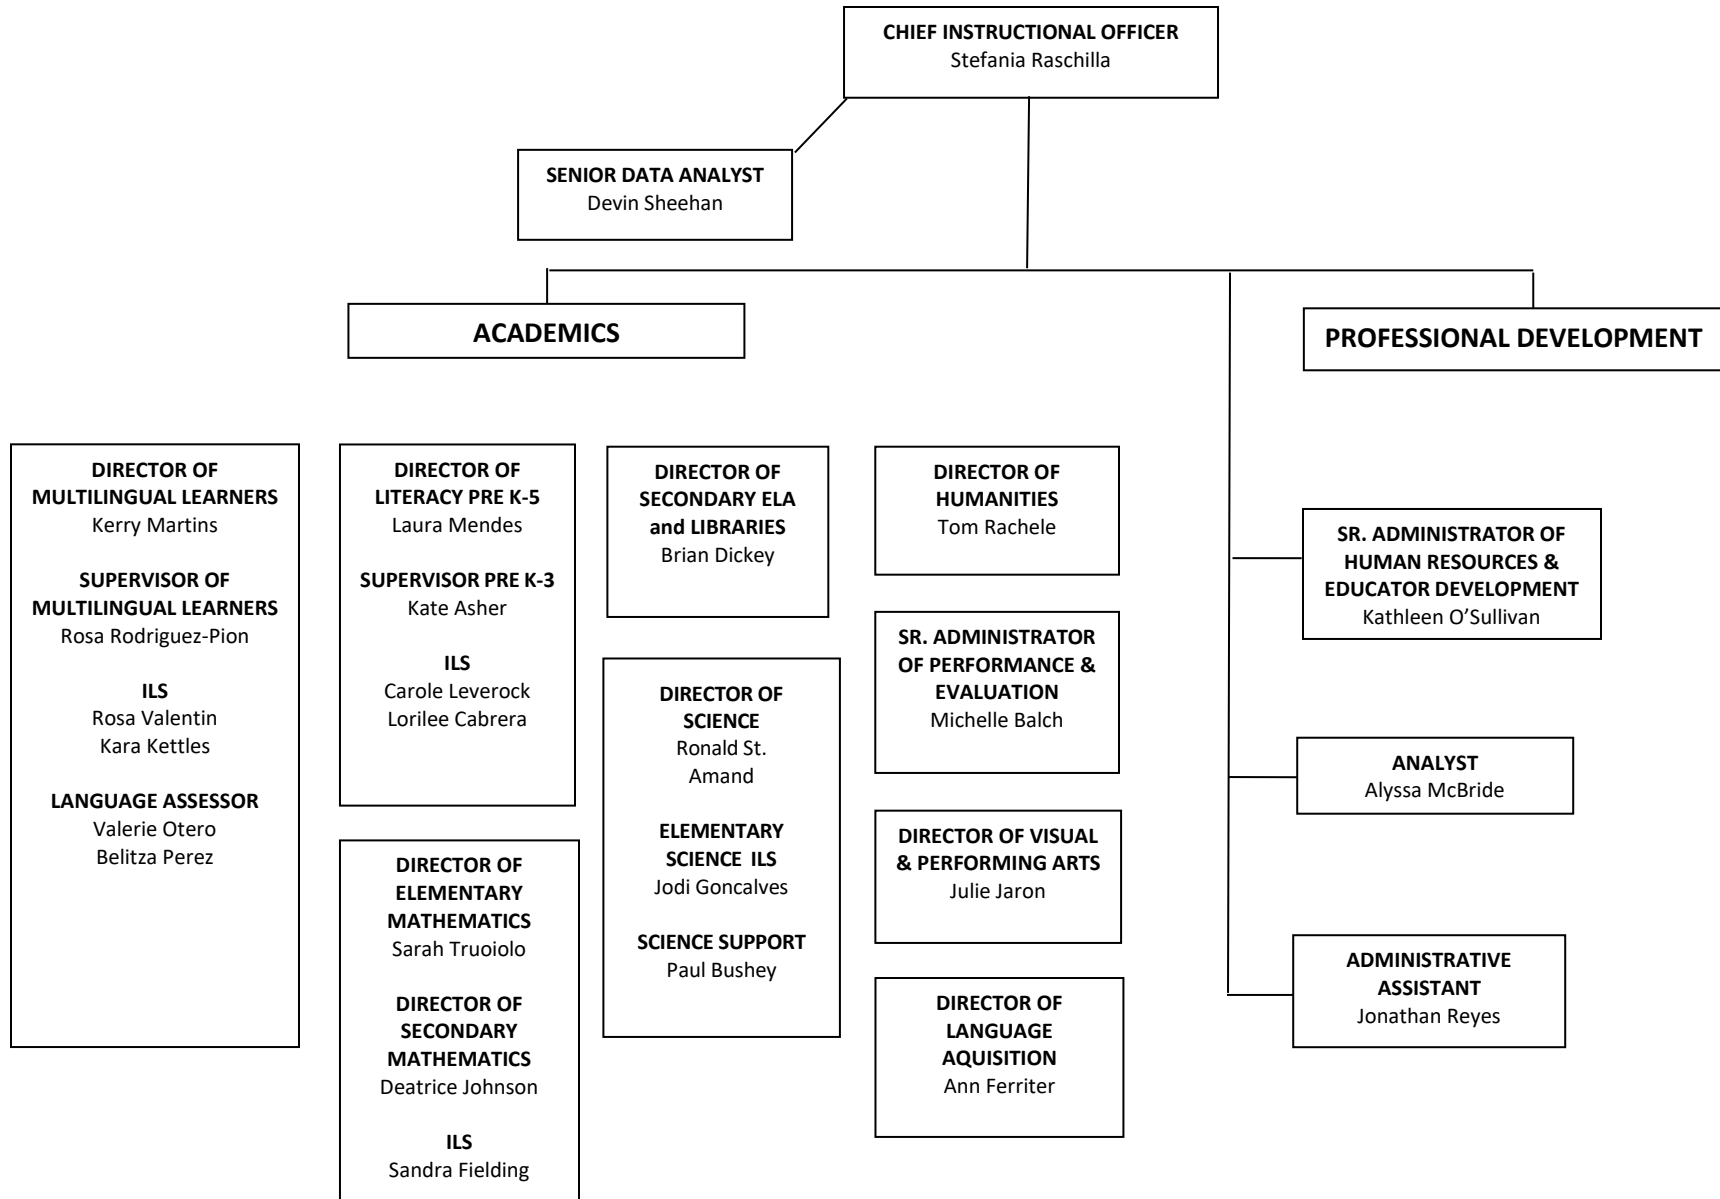 CHIEF INSTRUCTIONAL OFFICER
Stefania Raschilla
SENIOR DATA ANALYST
Devin Sheehan
ACADEMICS
PROFESSIONAL DEVELOPMENT
DIRECTOR OF
MULTILINGUAL LEARNERS
Kerry Martins
SUPERVISOR OF
MULTILINGUAL LEARNERS
Rosa Rodriguez-Pion
ILS
Rosa Valentin
Kara Kettles
LANGUAGE ASSESSOR
Valerie Otero
Belitza Perez
DIRECTOR OF
LITERACY PRE K-5
Laura Mendes
SUPERVISOR PRE K-3
Kate Asher
ILS
Carole Leverock
Lorilee Cabrera
DIRECTOR OF
ELEMENTARY
MATHEMATICS
Sarah Truoiolo
DIRECTOR OF
SECONDARY
MATHEMATICS
Deatrice Johnson
ILS
Sandra Fielding
DIRECTOR OF
SECONDARY ELA
and LIBRARIES
Brian Dickey
DIRECTOR OF
SCIENCE
Ronald St.
Amand
ELEMENTARY
SCIENCE ILS
Jodi Goncalves
SCIENCE SUPPORT
Paul Bushey
DIRECTOR OF
HUMANITIES
Tom Rachele
SR. ADMINISTRATOR
OF PERFORMANCE &
EVALUATION
Michelle Balch
DIRECTOR OF VISUAL
& PERFORMING ARTS
Julie Jaron
DIRECTOR OF
LANGUAGE
AQUISITION
Ann Ferriter
SR. ADMINISTRATOR OF
HUMAN RESOURCES &
EDUCATOR DEVELOPMENT
Kathleen O’Sullivan
ANALYST
Alyssa McBride
ADMINISTRATIVE
ASSISTANT
Jonathan Reyes